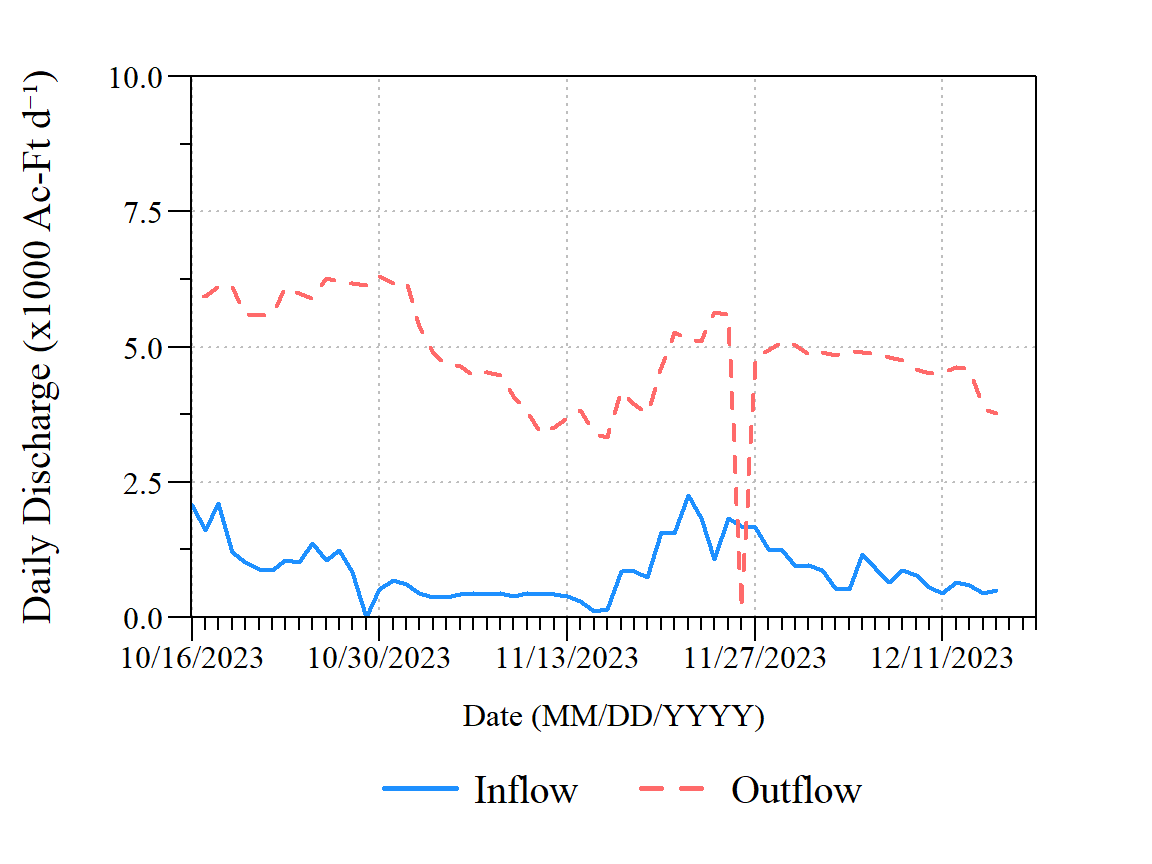 Daily Discharge (x1000 Ac-Ft d⁻¹)
10.0
7.5
5.0
2.5
0.0
10/16/2023 10/30/2023 11/13/2023 11/27/2023 12/11/2023
Date (MM/DD/YYYY)
Inflow Outflow